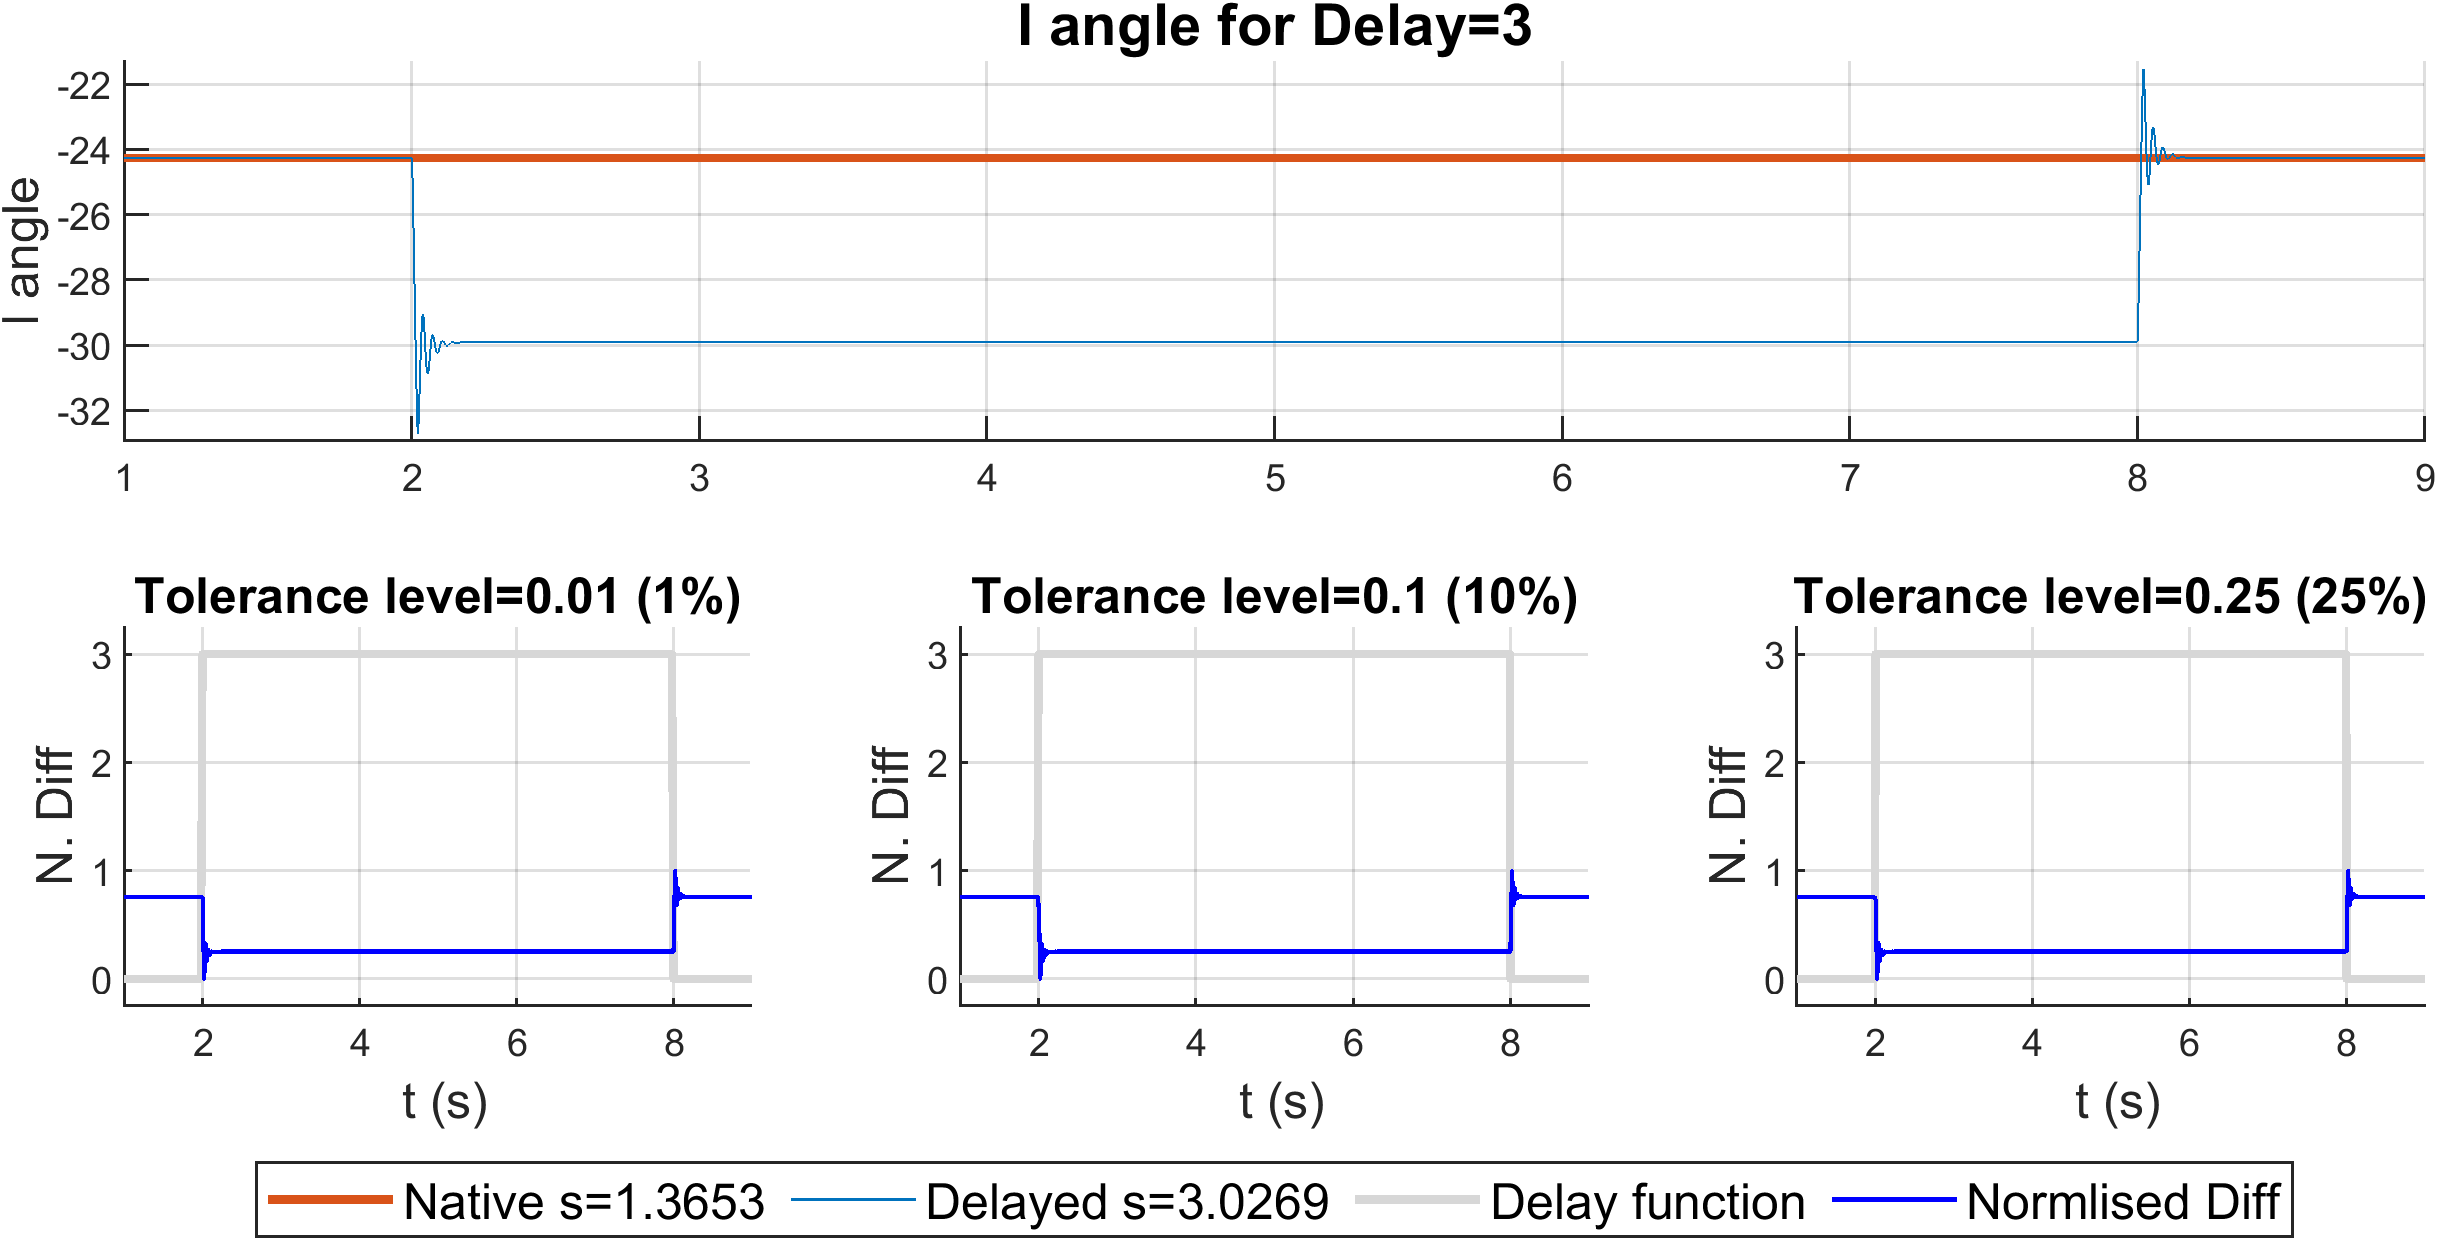 I angle for Delay=3
I angle
-22
-24
-26
-28
-30
-32
1 2 3 4 5 6 7 8 9
Tolerance level=0.01 (1%)
N. Diff
3
2
1
0
2 4 6 8
t (s)
Tolerance level=0.1 (10%)
N. Diff
3
2
1
0
2 4 6 8
t (s)
Tolerance level=0.25 (25%)
N. Diff
3
2
1
0
2 4 6 8
t (s)
Native s=1.3653 Delayed s=3.0269 Delay function Normlised Diff